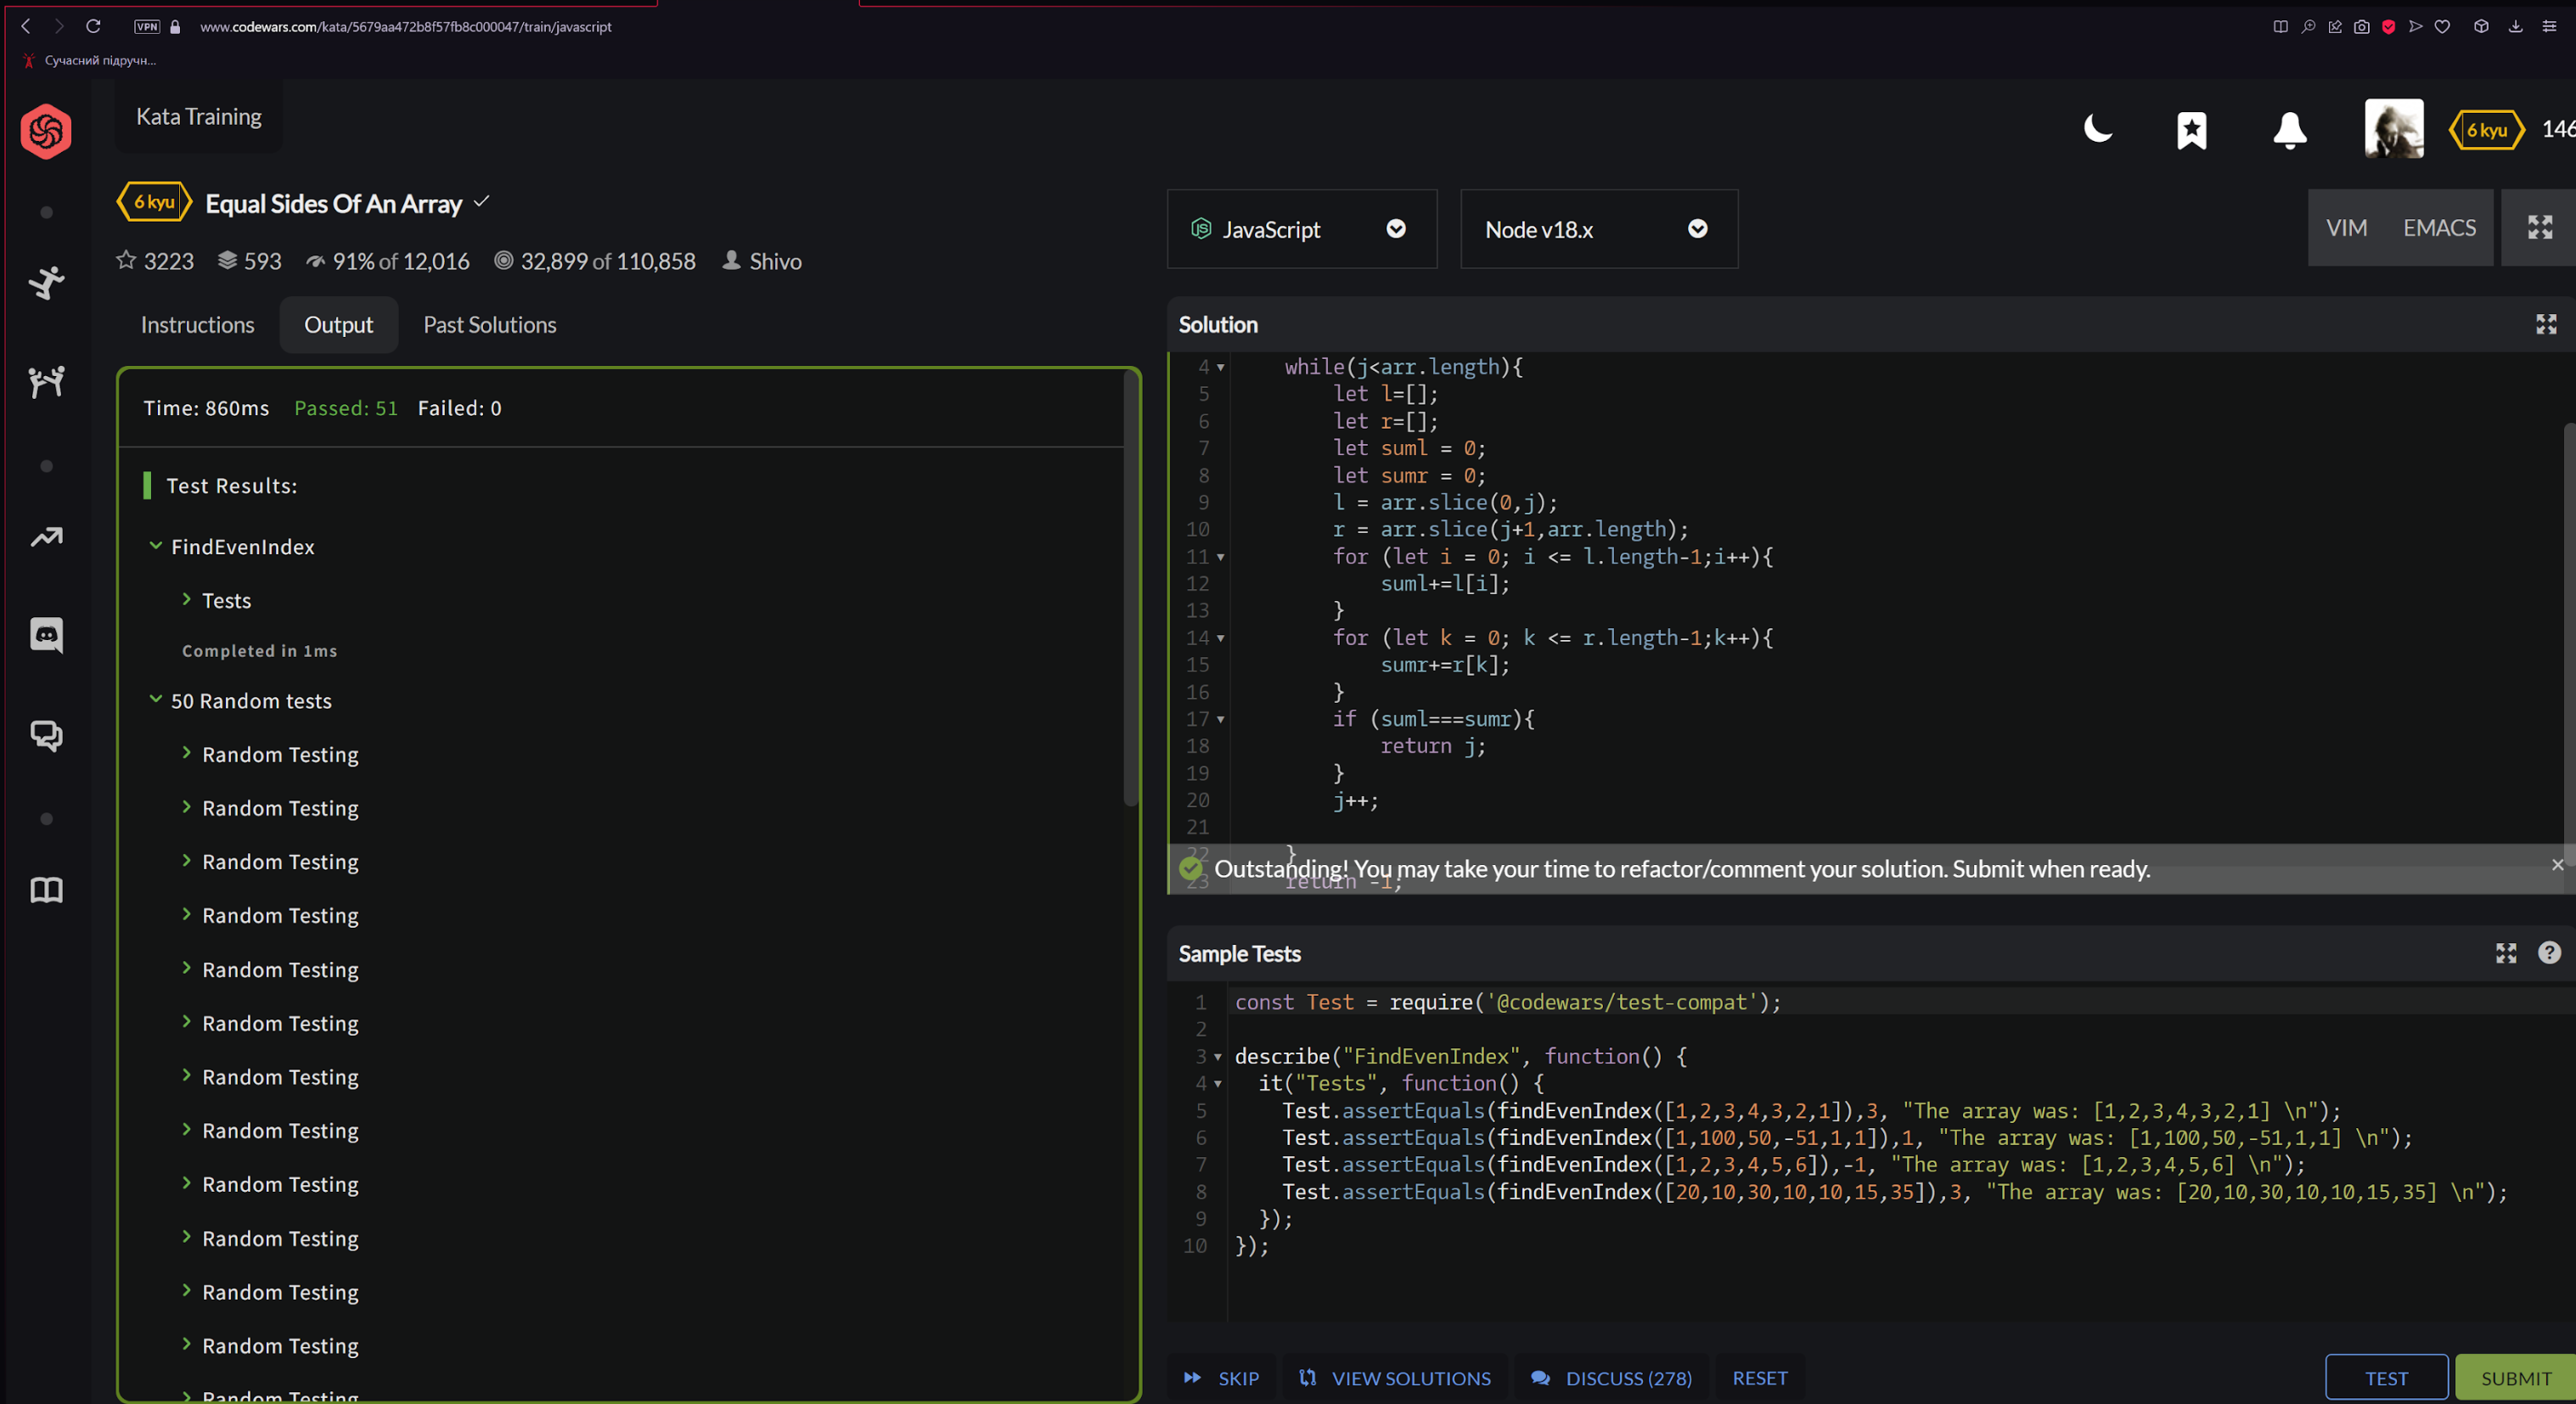 VPN www.codewars.com/kata/5679aa472b8f57fb8c000047/train/javascript
Сучасний підручн...
Kata Training
6 kyu 146
6 kyu Equal Sides Of An Array
3223 593 91% of 12,016 32,899 of 110,858 Shivo
Instructions Output Past Solutions
Time: 860ms Passed: 51 Failed: 0
Test Results:
FindEvenIndex
Tests
Completed in 1ms
50 Random tests
Random Testing
Random Testing
Random Testing
Random Testing
Random Testing
Random Testing
Random Testing
Random Testing
Random Testing
Random Testing
Random Testing
Random Testing
Random Testing
JavaScript Node v18.x VIM EMACS
Solution
4 while(j<arr.length){
5 let l=[];
6 let r=[];
7 let suml = 0;
8 let sumr = 0;
9 l = arr.slice(0,j);
10 r = arr.slice(j+1,arr.length);
11 for (let i = 0; i <= l.length-1;i++){
12 suml+=l[i];
13 }
14 for (let k = 0; k <= r.length-1;k++){
15 sumr+=r[k];
16 }
17 if (suml===sumr){
18 return j;
19 }
20 j++;
21
22 }
Outstanding! You may take your time to refactor/comment your solution. Submit when ready.
23 return -1;
Sample Tests
1 const Test = require('@codewars/test-compat');
2
3 describe("FindEvenIndex", function() {
4 it("Tests", function() {
5 Test.assertEquals(findEvenIndex([1,2,3,4,3,2,1]),3, "The array was: [1,2,3,4,3,2,1] \n");
6 Test.assertEquals(findEvenIndex([1,100,50,-51,1,1]),1, "The array was: [1,100,50,-51,1,1] \n");
7 Test.assertEquals(findEvenIndex([1,2,3,4,5,6]),-1, "The array was: [1,2,3,4,5,6] \n");
8 Test.assertEquals(findEvenIndex([20,10,30,10,10,15,35]),3, "The array was: [20,10,30,10,10,15,35] \n");
9 });
10 });
SKIP VIEW SOLUTIONS DISCUSS (278) RESET TEST SUBMIT